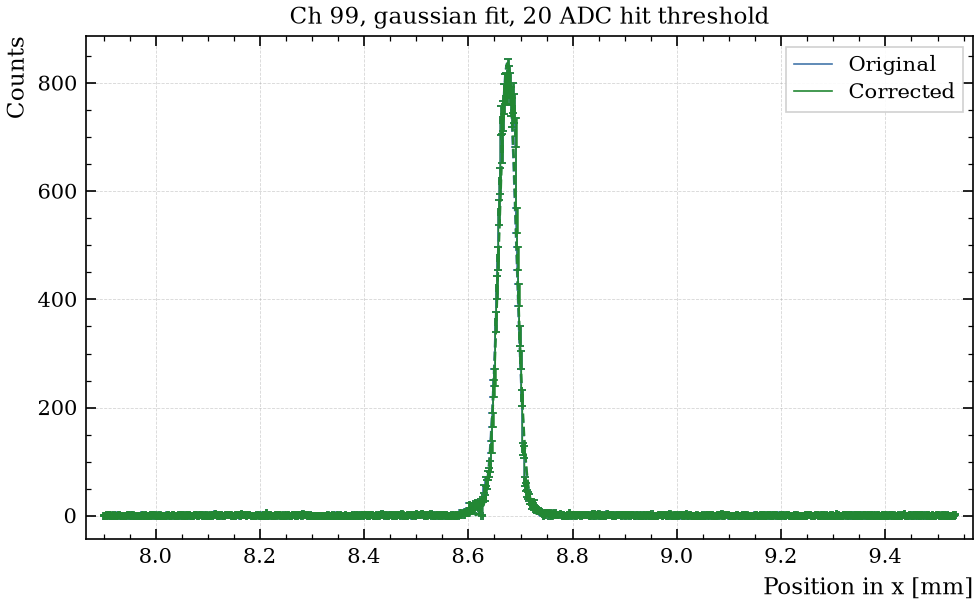 Ch 99, gaussian fit, 20 ADC hit threshold
Counts
Original
Corrected
800
600
400
200
0
8.0 8.2 8.4 8.6 8.8 9.0 9.2 9.4
Position in x [mm]